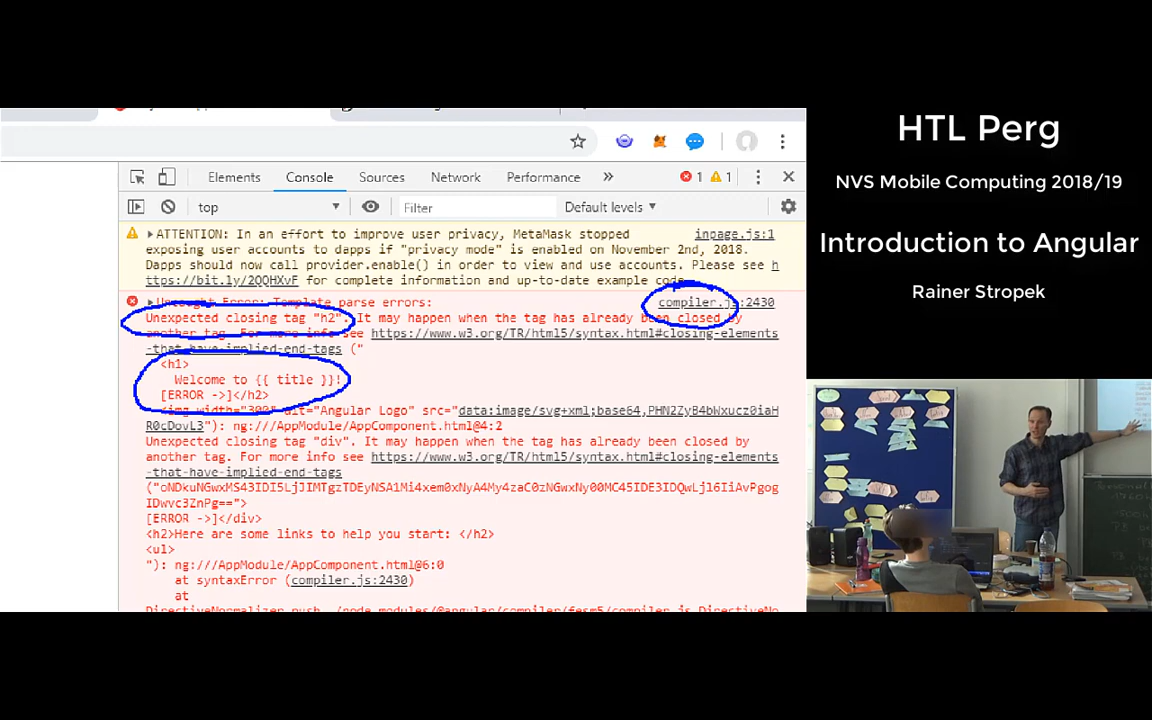 Elements Console Sources Network Performance » 1 1
top Filter Default levels
ATTENTION: In an effort to improve user privacy, MetaMask stopped inpage.js:1
exposing user accounts to dapps if "privacy mode" is enabled on November 2nd, 2018.
Dapps should now call provider.enable() in order to view and use accounts. Please see h
ttps://bit.ly/2QQHXvF for complete information and up-to-date example code.
Uncaught Error: Template parse errors: compiler.js:2430
Unexpected closing tag "h2". It may happen when the tag has already been closed by
another tag. For more info see https://www.w3.org/TR/html5/syntax.html#closing-elements
-that-have-implied-end-tags ("
<h1>
Welcome to {{ title }}!
[ERROR ->]</h2>
<img width="300" alt="Angular Logo" src="data:image/svg+xml;base64,PHN2ZyB4bWxucz0iaH
R0cDovL3"): ng:///AppModule/AppComponent.html@4:2
Unexpected closing tag "div". It may happen when the tag has already been closed by
another tag. For more info see https://www.w3.org/TR/html5/syntax.html#closing-elements
-that-have-implied-end-tags
[ERROR ->]</div>
<h2>Here are some links to help you start: </h2>
<ul>
"): ng:///AppModule/AppComponent.html@6:0
at syntaxError (compiler.js:2430)
at
HTL Perg
NVS Mobile Computing 2018/19
Introduction to Angular
Rainer Stropek